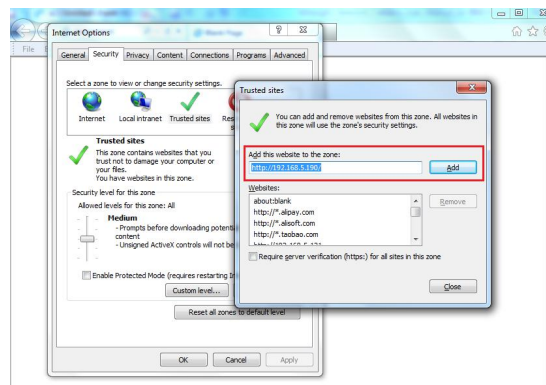 Internet Options
Blank Page
File
General Security Privacy Content Connections Programs Advanced
Select a zone to view or change security settings.
Internet Local intranet Trusted sites
Trusted sites
This zone contains websites that you
trust not to damage your computer or
your files.
You have websites in this zone.
Security level for this zone
Allowed levels for this zone: All
Medium
- Prompts before downloading
content
- Unsigned ActiveX controls will not be
Enable Protected Mode (requires restarting
Custom level...
Reset all zones to default level
OK Cancel Apply
Trusted sites
You can add and remove websites from this zone. All websites in
this zone will use the zone's security settings.
Add this website to the zone:
http://192.168.5.190/ Add
Websites:
about:blank Remove
http://*.alipay.com
http://*.alisoft.com
http://*.taobao.com
Require server verification (https:) for all sites in this zone
Close